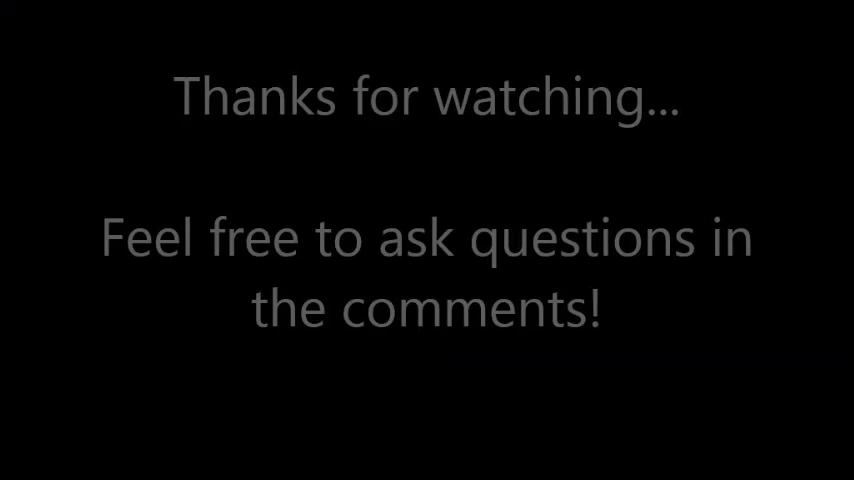 Thanks for watching...
Feel free to ask questions in
the comments!